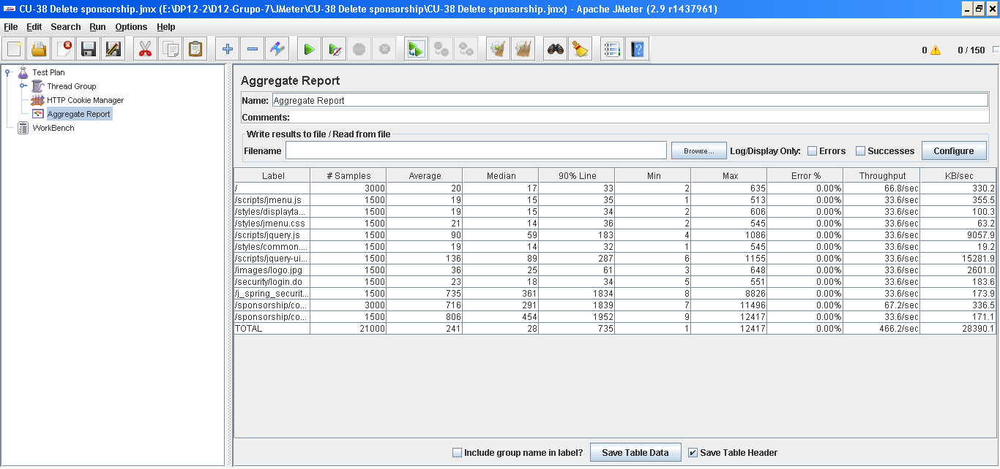 CU-38 Delete sponsorship.jmx (E:\DP12-2\D12-Grupo-7\JMeter\CU-38 Delete sponsorship\CU-38 Delete sponsorship.jmx) - Apache JMeter (2.9 r1437961)
File Edit Search Run Options Help
0 0 / 150
Test Plan
Thread Group
HTTP Cookie Manager
Aggregate Report
WorkBench
Aggregate Report
Name: Aggregate Report
Comments:
Write results to file / Read from file
Filename Browse... Log/Display Only: Errors Successes Configure
Label # Samples Average Median 90% Line Min Max Error % Throughput KB/sec
/ 3000 20 17 33 2 635 0.00% 66.8/sec 330.2
/scripts/jmenu.js 1500 19 15 35 1 513 0.00% 33.6/sec 355.5
/styles/displayta... 1500 19 15 34 2 606 0.00% 33.6/sec 100.3
/styles/jmenu.css 1500 21 14 36 2 545 0.00% 33.6/sec 63.2
/scripts/jquery.js 1500 90 59 183 4 1086 0.00% 33.6/sec 9057.9
/styles/common.... 1500 19 14 32 1 545 0.00% 33.6/sec 19.2
/scripts/jquery-ui... 1500 136 89 287 6 1155 0.00% 33.6/sec 15281.9
/images/logo.jpg 1500 36 25 61 3 648 0.00% 33.6/sec 2601.0
/security/login.do 1500 23 18 34 5 551 0.00% 33.6/sec 183.6
/j_spring_securit... 1500 735 361 1834 8 8826 0.00% 33.6/sec 173.9
/sponsorship/co... 3000 716 291 1839 7 11496 0.00% 67.2/sec 336.5
/sponsorship/co... 1500 806 454 1952 9 12417 0.00% 33.6/sec 171.1
TOTAL 21000 241 28 735 1 12417 0.00% 466.2/sec 28390.1
Include group name in label? Save Table Data Save Table Header